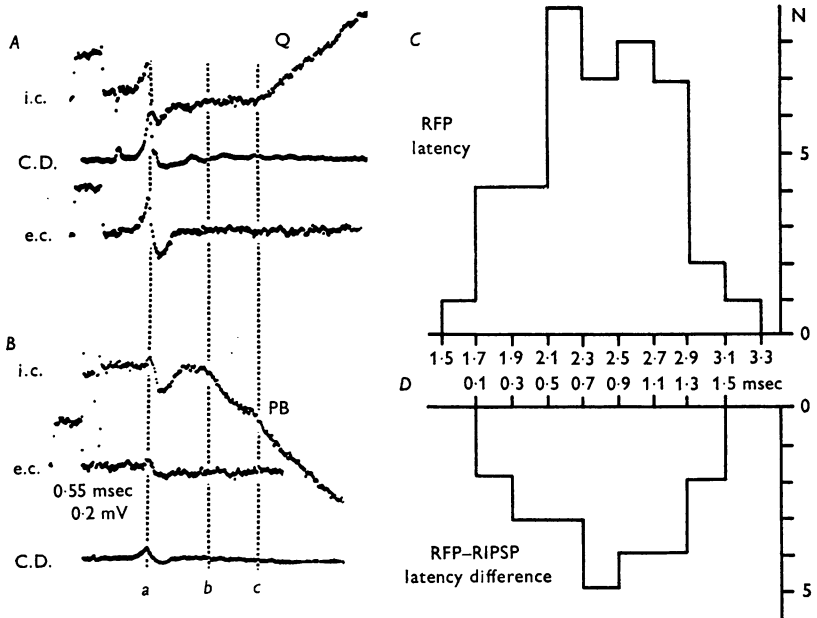 A
Q
i.c.
C.D.
e.c.
B
i.c.
PB
e.c.
0·55 msec
0·2 mV
C.D.
a b c
C
N
RFP
latency
5
0
1·5 1·7 1·9 2·1 2·3 2·5 2·7 2·9 3·1 3·3
D 0·1 0·3 0·5 0·7 0·9 1·1 1·3 1·5 msec
0
RFP–RIPSP
latency difference
5